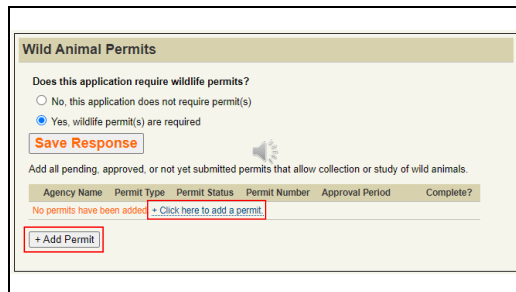 Wild Animal Permits
Does this application require wildlife permits?
No, this application does not require permit(s)
Yes, wildlife permit(s) are required
Save Response
Add all pending, approved, or not yet submitted permits that allow collection or study of wild animals.
Agency Name Permit Type Permit Status Permit Number Approval Period Complete?
No permits have been added + Click here to add a permit.
+ Add Permit